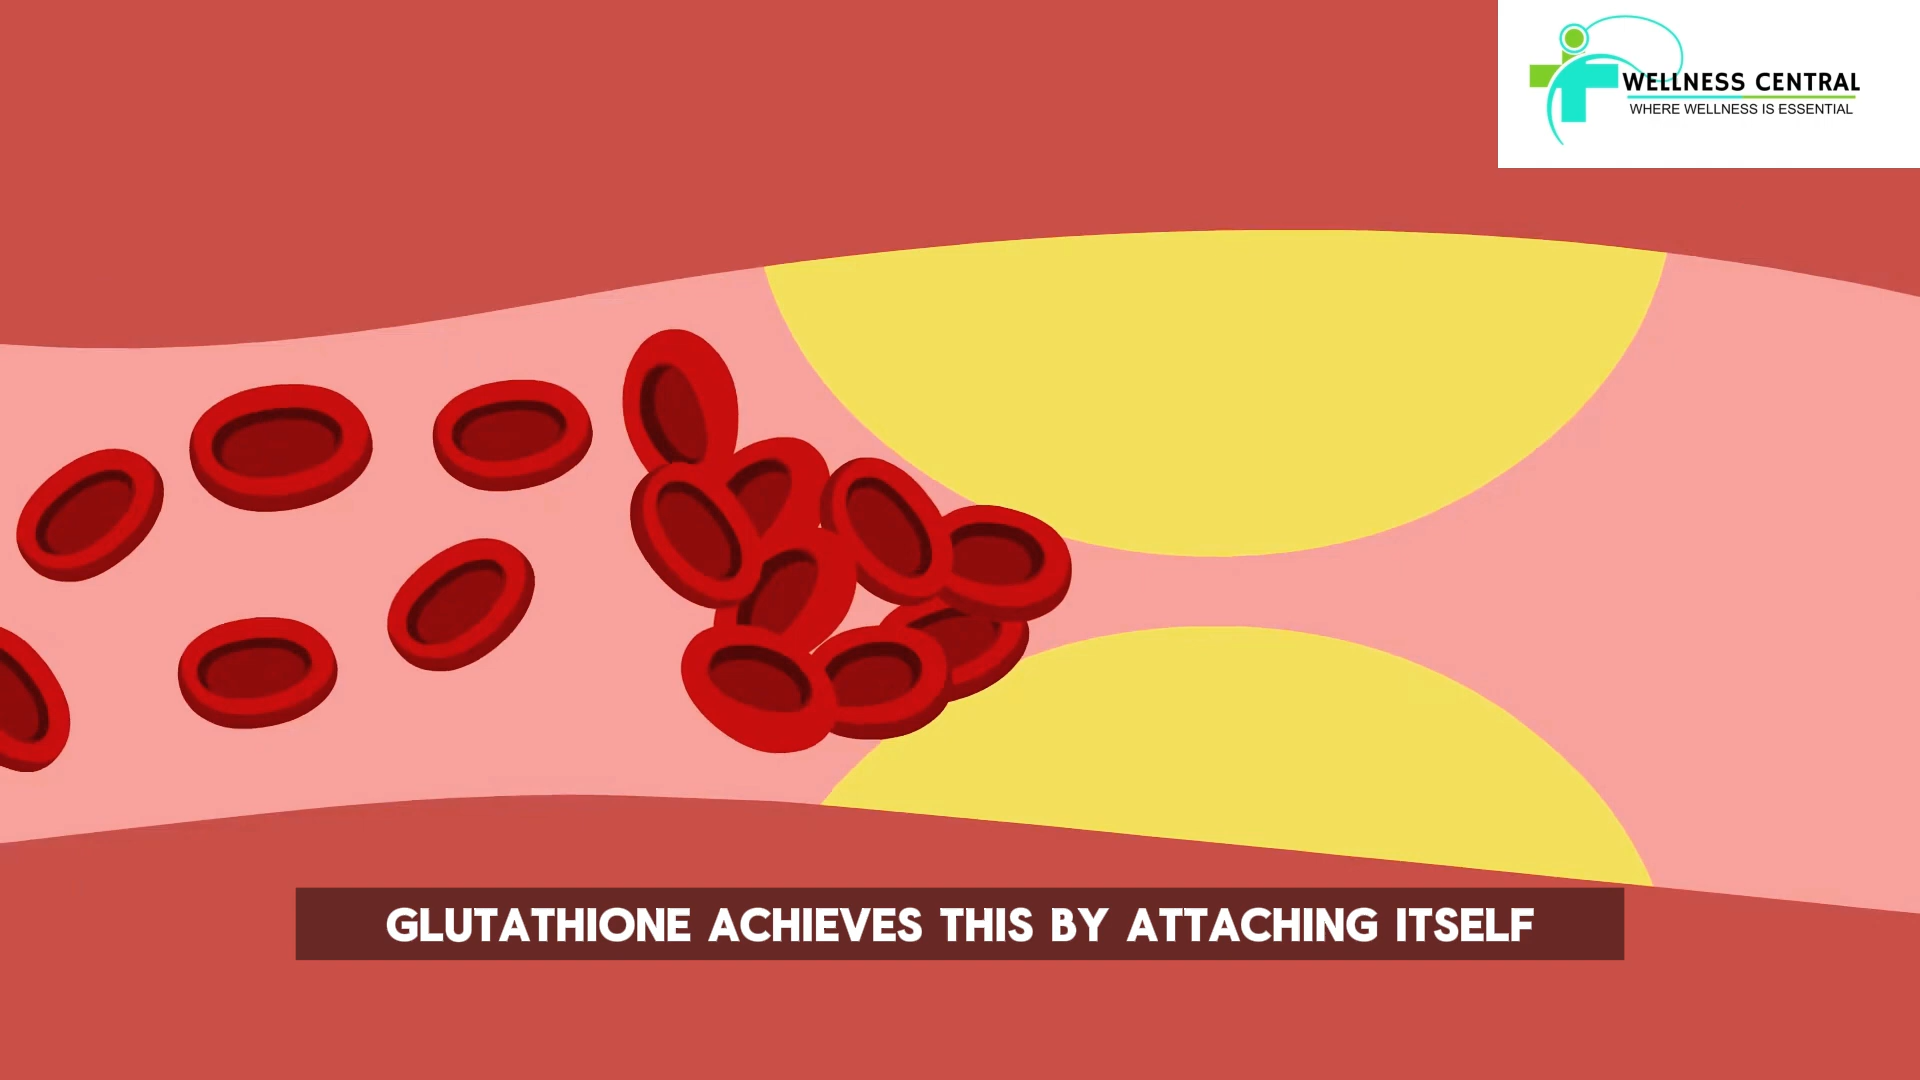 WELLNESS CENTRAL
WHERE WELLNESS IS ESSENTIAL
GLUTATHIONE ACHIEVES THIS BY ATTACHING ITSELF